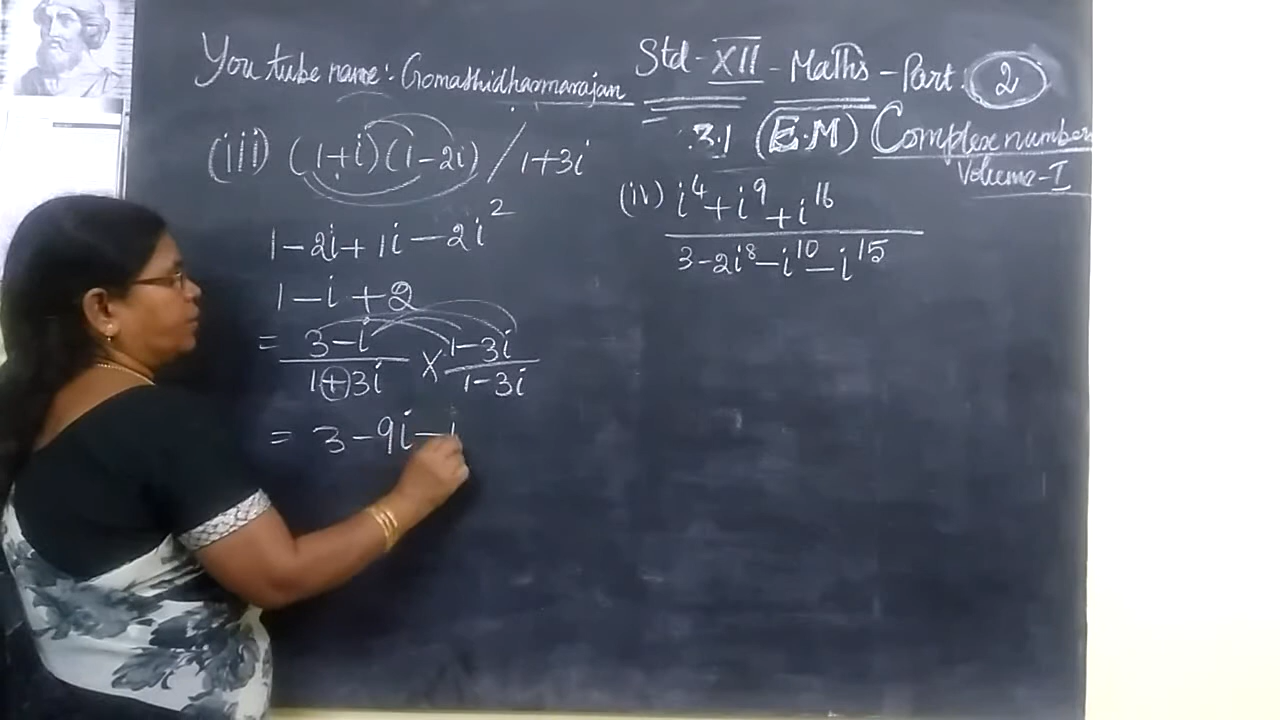 You tube name:- Gomathidharmarajan
Std - XII - Maths - Part. 2
3.1 (E.M) Complex number
Volume-I
(iii) (1+i)(1-2i) / 1+3i
1-2i+1i-2i²
1-i+2
= 3-i/1+3i × 1-3i/1-3i
= 3-9i-i
(iv) i⁴+i⁹+i¹⁶
3-2i⁸-i¹⁰-i¹⁵